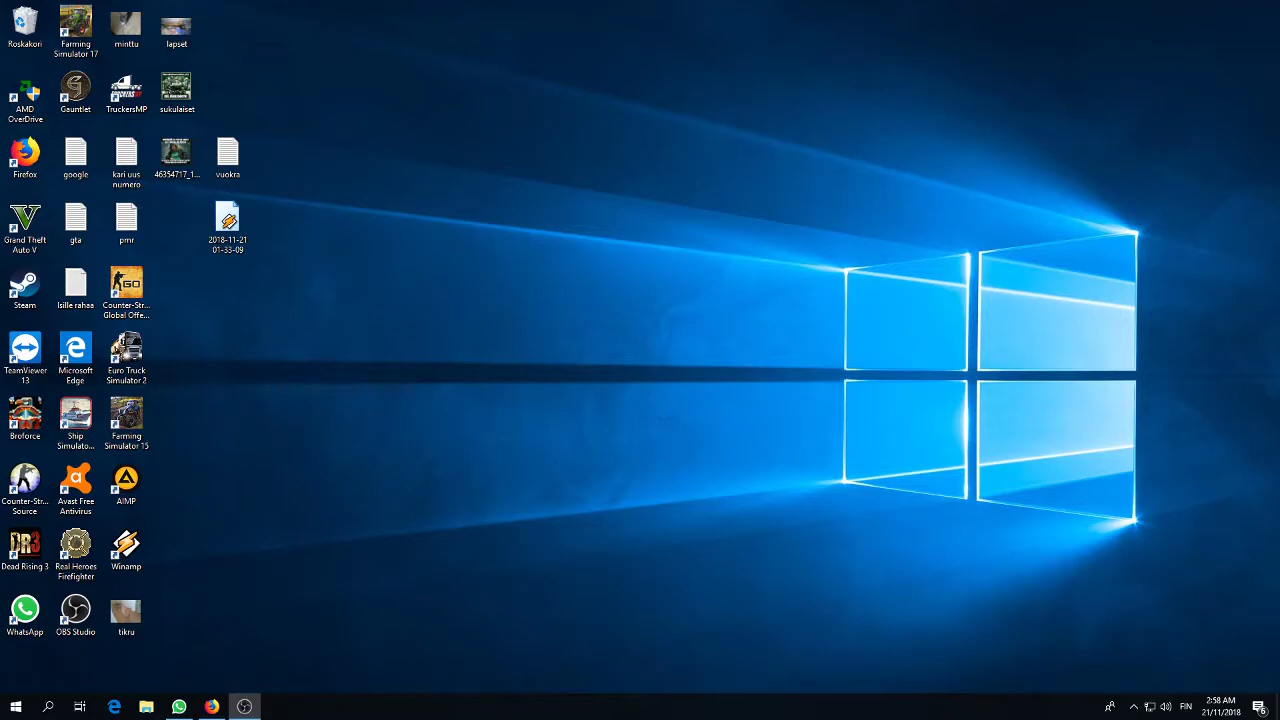 Roskakori
Farming
Simulator 17
minttu
lapset
AMD
OverDrive
Gauntlet
TruckersMP
sukulaiset
Firefox
google
kari uus
numero
46354717_1...
vuokra
Grand Theft
Auto V
gta
pmr
2018-11-21
01-33-09
Steam
Isille rahaa
Counter-Str...
Global Offe...
TeamViewer
13
Microsoft
Edge
Euro Truck
Simulator 2
Broforce
Ship
Simulato...
Farming
Simulator 15
Counter-Str...
Source
Avast Free
Antivirus
AIMP
Dead Rising 3
Real Heroes
Firefighter
Winamp
WhatsApp
OBS Studio
tikru
FIN
2:58 AM
21/11/2018